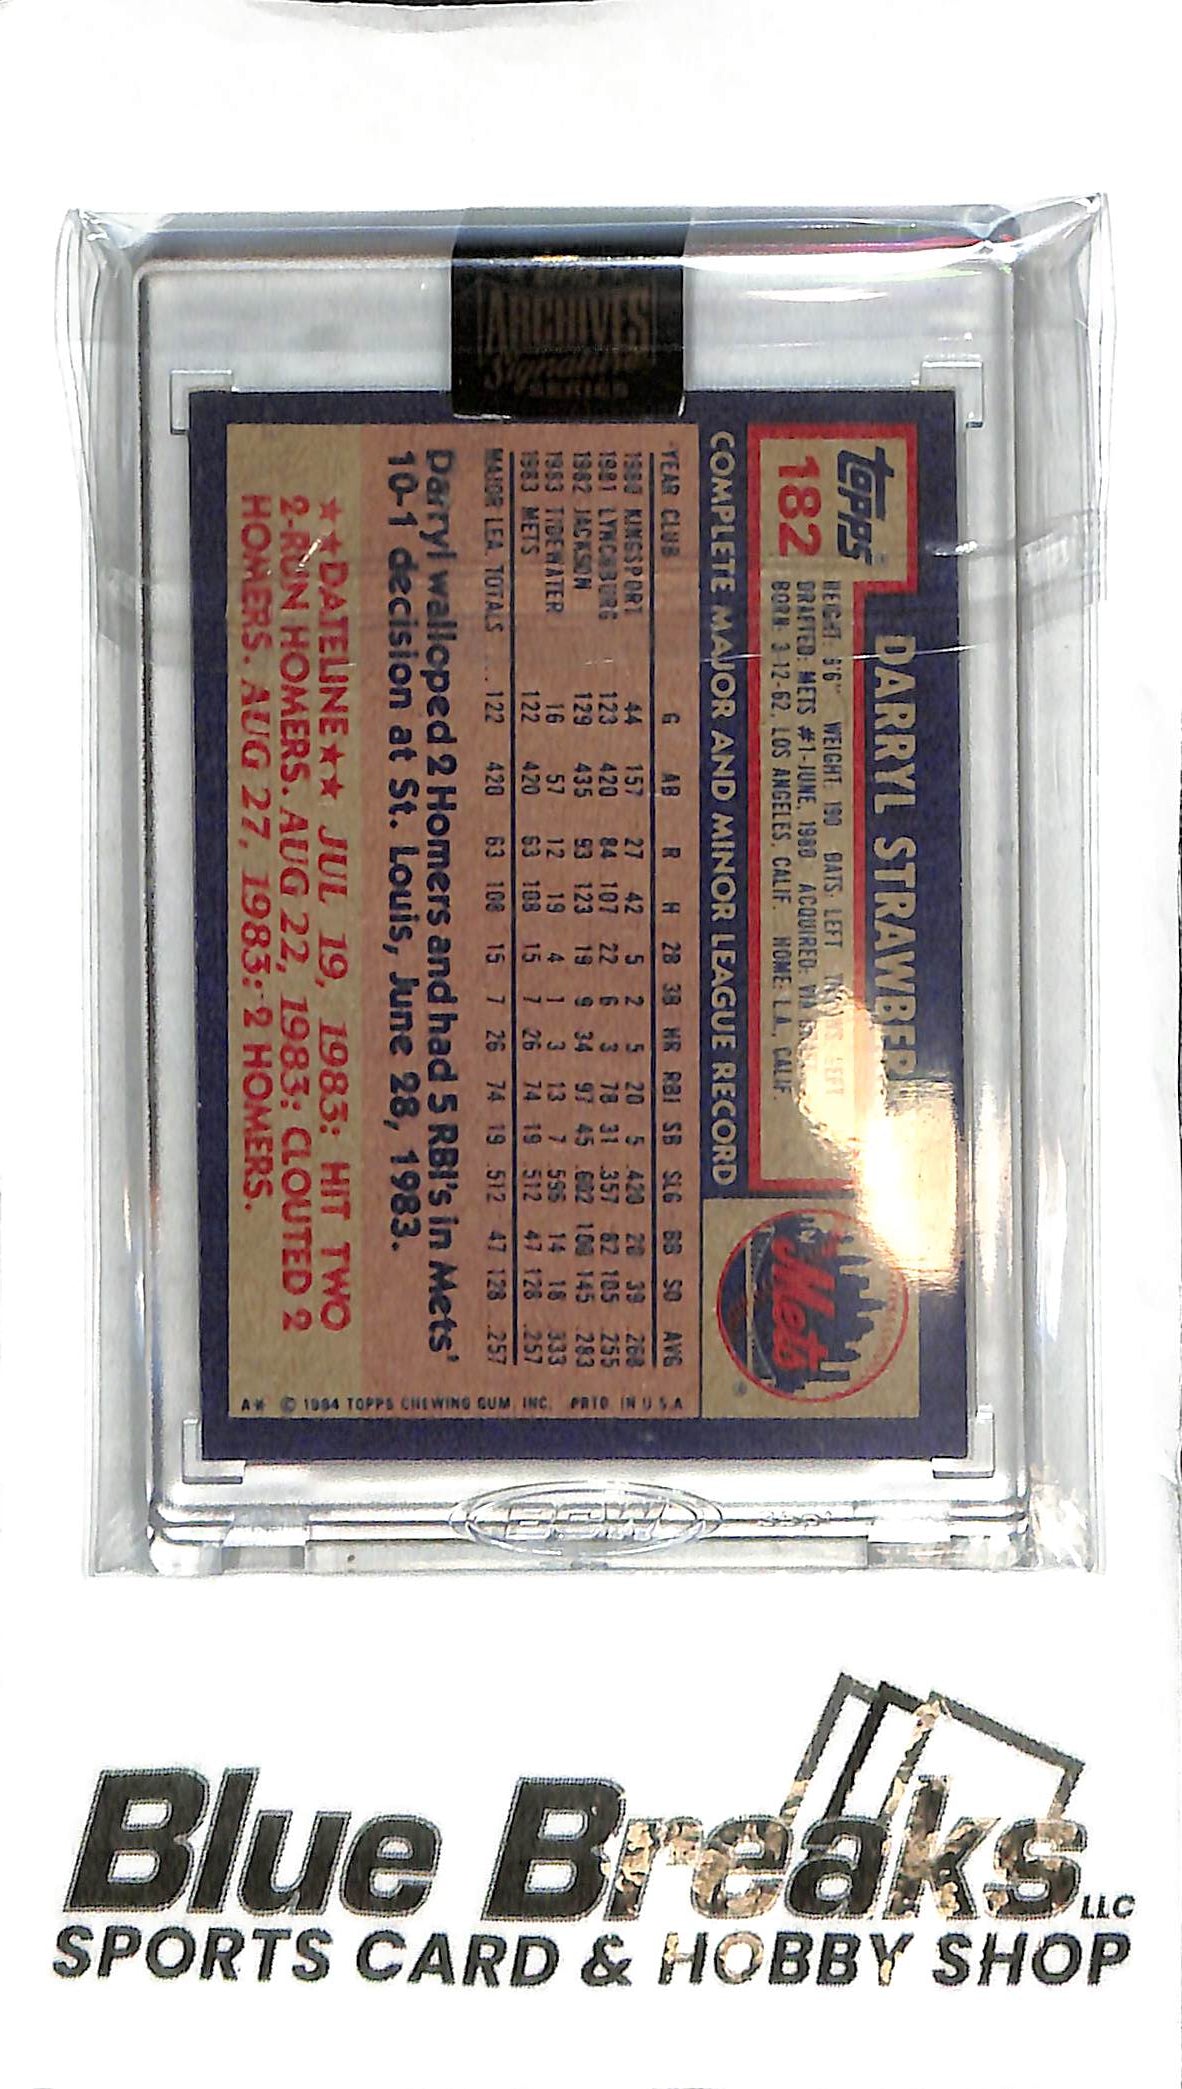 ARCHIVES
Signature
SERIES
topps
182
DARRYL STRAWBER
HEIGHT: 6'6" WEIGHT: 190 BATS: LEFT LEFT
DRAFTED: METS #1-JUNE, 1980 ACQUIRED: VIA
BORN: 3-12-62, LOS ANGELES, CALIF. HOME: L.A., CALIF.
Mets
COMPLETE MAJOR AND MINOR LEAGUE RECORD
YEAR CLUB G AB R H 2B 3B HR RBI SB SLG BB SO AVG
1980 KINGSPORT 44 157 27 42 5 2 5 20 5 .420 20 39 .268
1981 LYNCHBURG 123 420 84 107 22 6 3 78 31 .357 82 105 .255
1982 JACKSON 129 435 93 123 19 9 34 97 45 .602 100 145 .283
1983 TIDEWATER 16 57 12 19 4 1 3 13 7 .596 14 18 .333
1983 METS 122 420 63 108 15 7 26 74 19 .512 47 128 .257
MAJOR LEA. TOTALS . . . 122 420 63 108 15 7 26 74 19 .512 47 128 .257
Darryl walloped 2 Homers and had 5 RBI's in Mets'
10-1 decision at St. Louis, June 28, 1983.
★★DATELINE★★ JUL 19, 1983: HIT TWO
2-RUN HOMERS. AUG 22, 1983: CLOUTED 2
HOMERS. AUG 27, 1983: 2 HOMERS.
A* © 1984 TOPPS CHEWING GUM, INC. PRTD. IN U.S.A.
BCW
Blue Breaks LLC
SPORTS CARD & HOBBY SHOP